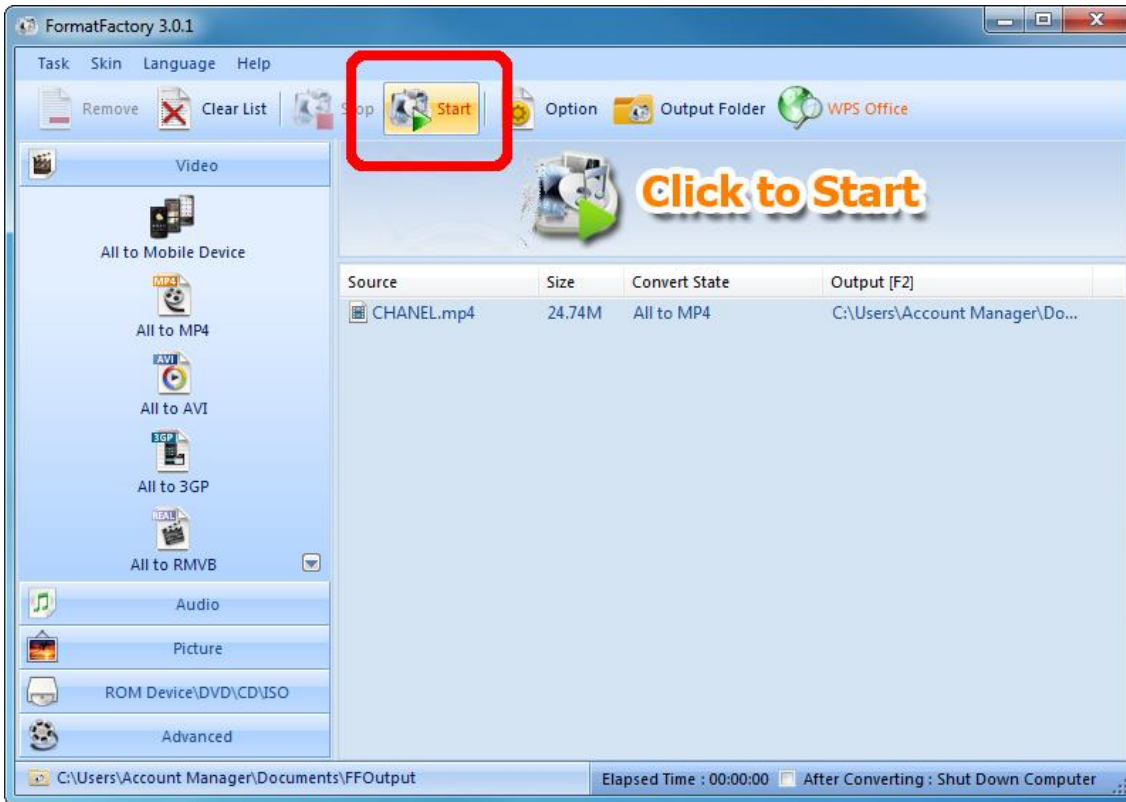 FormatFactory 3.0.1
Task Skin Language Help
Remove Clear List Stop Start Option Output Folder WPS Office
Video
Click to Start
All to Mobile Device
Source Size Convert State Output [F2]
CHANEL.mp4 24.74M All to MP4 C:\Users\Account Manager\Do...
MP4
All to MP4
AVI
All to AVI
3GP
All to 3GP
REAL
All to RMVB
Audio
Picture
ROM Device\DVD\CD\ISO
Advanced
C:\Users\Account Manager\Documents\FFOutput Elapsed Time : 00:00:00 After Converting : Shut Down Computer